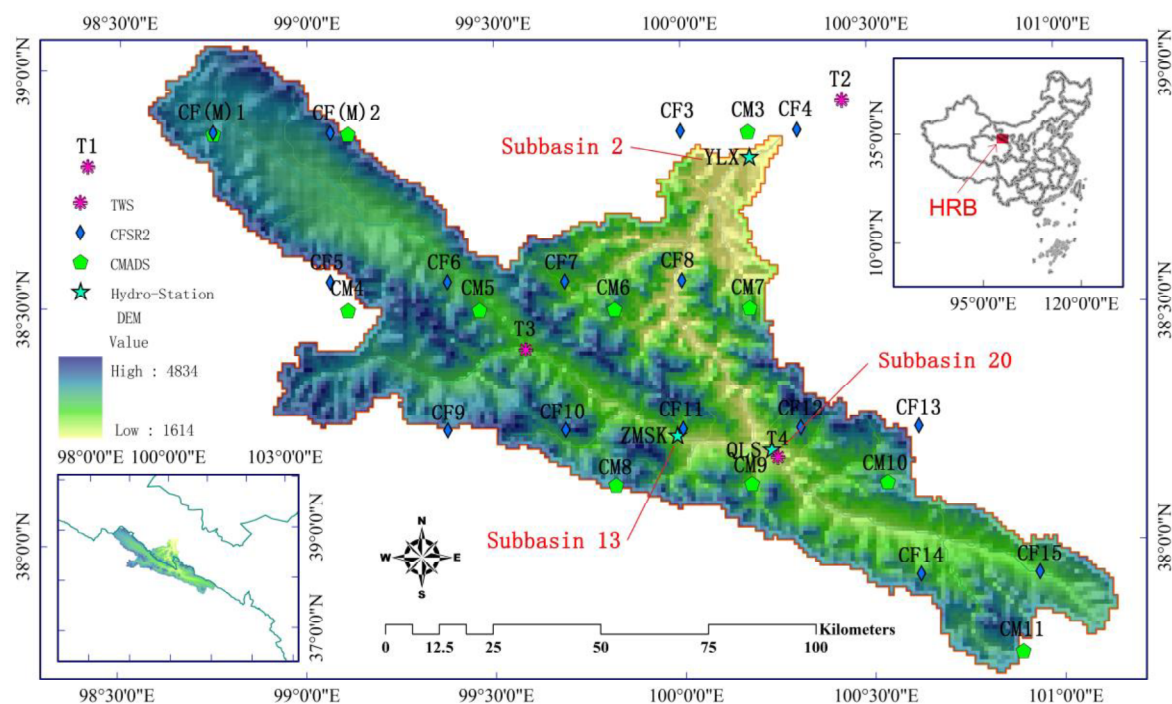 98°30'0"E 99°0'0"E 99°30'0"E 100°0'0"E 100°30'0"E 101°0'0"E
39°0'0"N
38°30'0"N
38°0'0"N
39°0'0"N
38°30'0"N
38°0'0"N
CF(M)1
CF(M)2
CF3
CM3
CF4
T2
T1
Subbasin 2
YLX
TWS
CFSR2
CMADS
Hydro-Station
DEM
Value
High : 4834
Low : 1614
CF5
CM4
CF6
CM5
CF7
CM6
CF8
CM7
T3
Subbasin 20
CF9
CF10
CF11
CF12
CF13
ZMSK
QLS
T4
CM8
CM9
CM10
Subbasin 13
CF14
CF15
CM11
HRB
35°0'0"N
10°0'0"N
95°0'0"E 120°0'0"E
98°0'0"E 100°0'0"E 103°0'0"E
39°0'0"N
37°0'0"N
N
W E
S
Kilometers
0 12.5 25 50 75 100
98°30'0"E 99°0'0"E 99°30'0"E 100°0'0"E 100°30'0"E 101°0'0"E